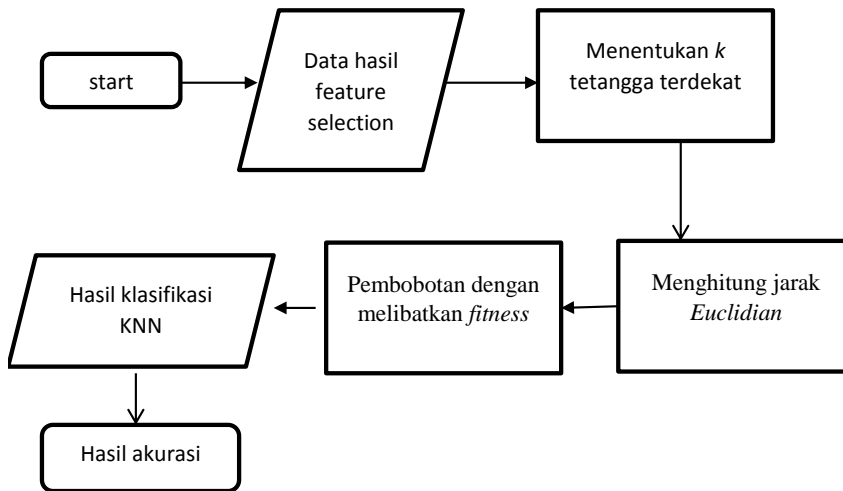 start
Data hasil
feature
selection
Menentukan k
tetangga terdekat
Menghitung jarak
Euclidian
Pembobotan dengan
melibatkan fitness
Hasil klasifikasi
KNN
Hasil akurasi